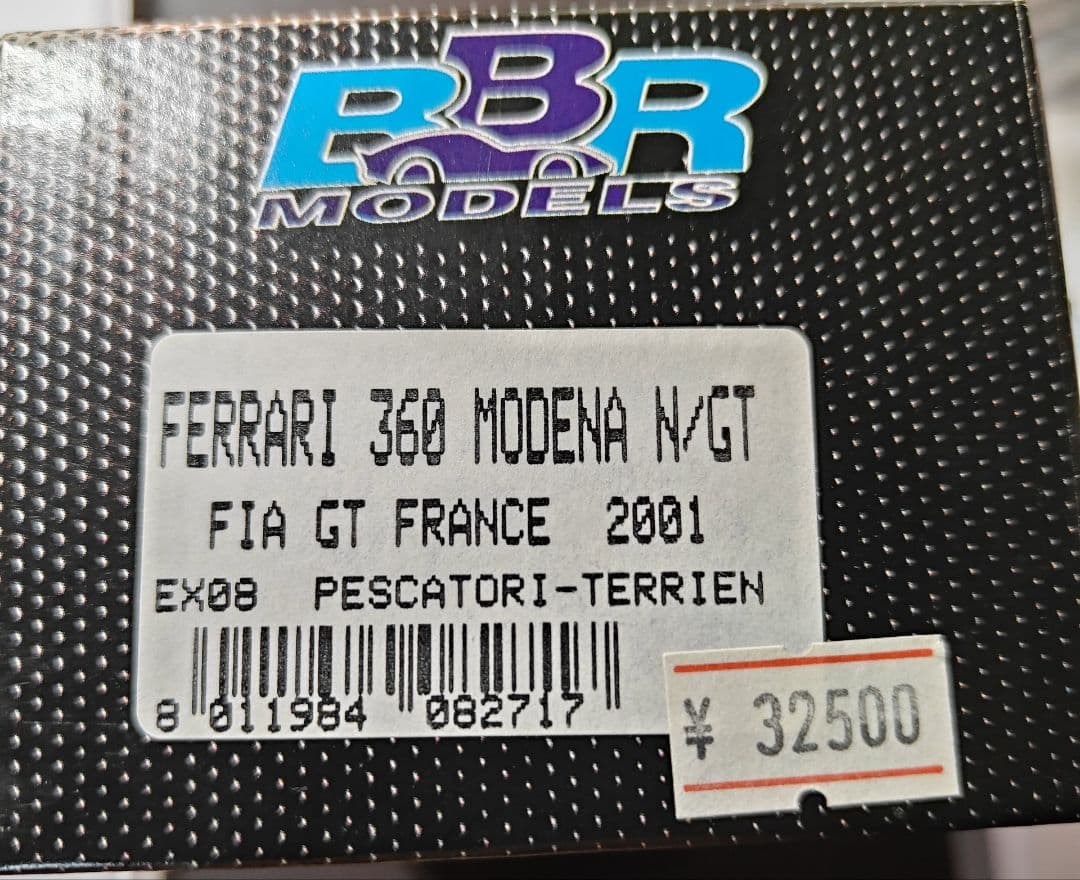 BBR
MODELS
FERRARI 360 MODENA N/GT
FIA GT FRANCE 2001
EX08 PESCATORI-TERRIEN
8 011984 082717
¥ 32500